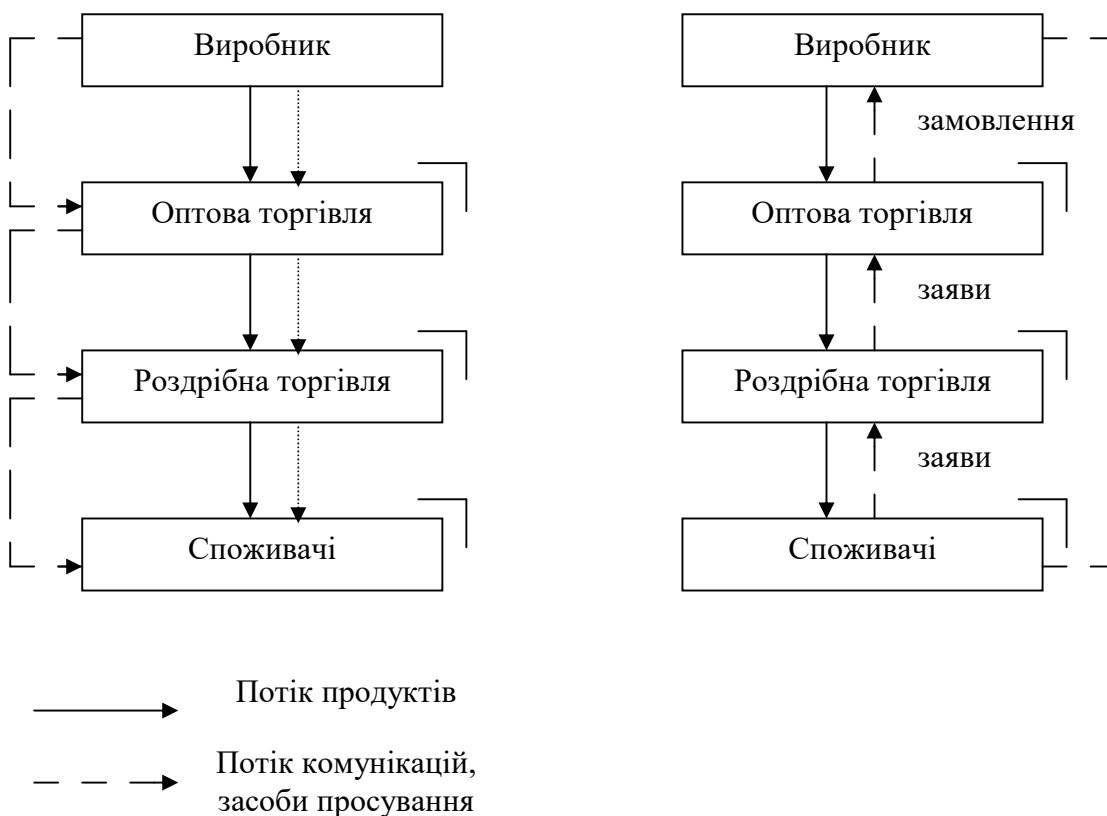 Виробник
Оптова торгівля
Роздрібна торгівля
Споживачі
Виробник
замовлення
Оптова торгівля
заяви
Роздрібна торгівля
заяви
Споживачі
Потік продуктів
Потік комунікацій,
засоби просування